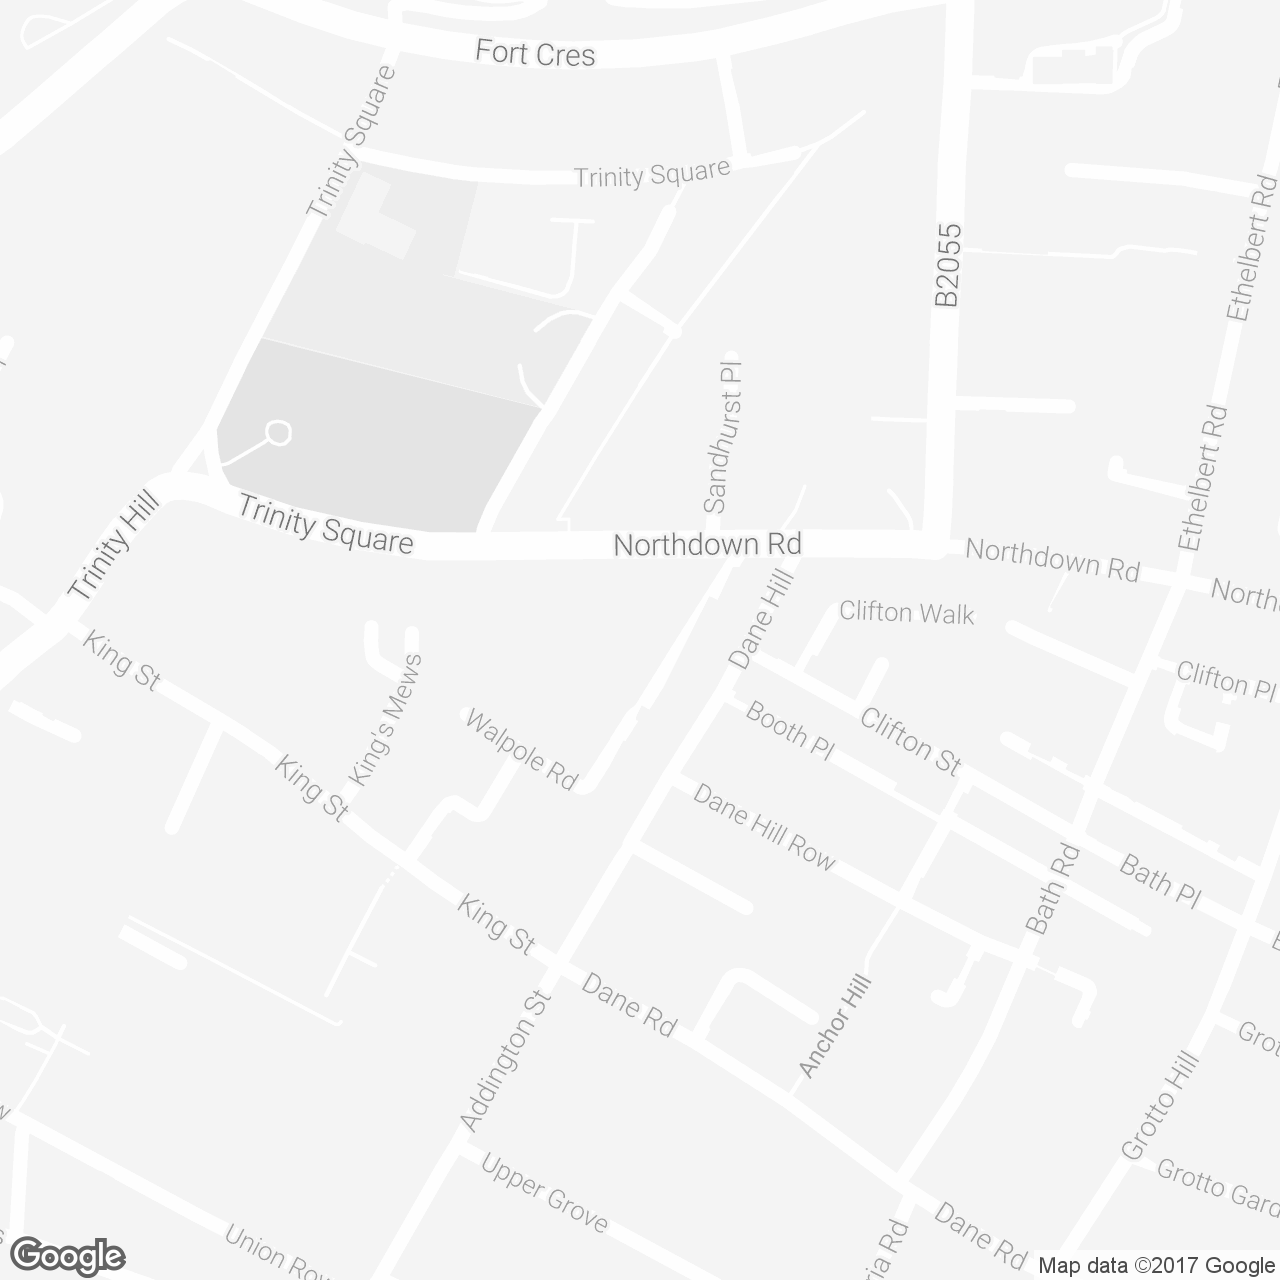 Fort Cres
Trinity Square
Trinity Square
Ethelbert Rd
B2055
Sandhurst Pl
Ethelbert Rd
Trinity Hill
Trinity Square
Northdown Rd
Northdown Rd
Dane Hill
Clifton Walk
King St
King's Mews
Clifton Pl
Walpole Rd
Booth Pl
Clifton St
King St
Dane Hill Row
Bath Rd
Bath Pl
King St
Dane Rd
Anchor Hill
Addington St
Grotto Hill
Upper Grove
Grotto Gard
Union Row
Dane Rd
Google
Map data ©2017 Google